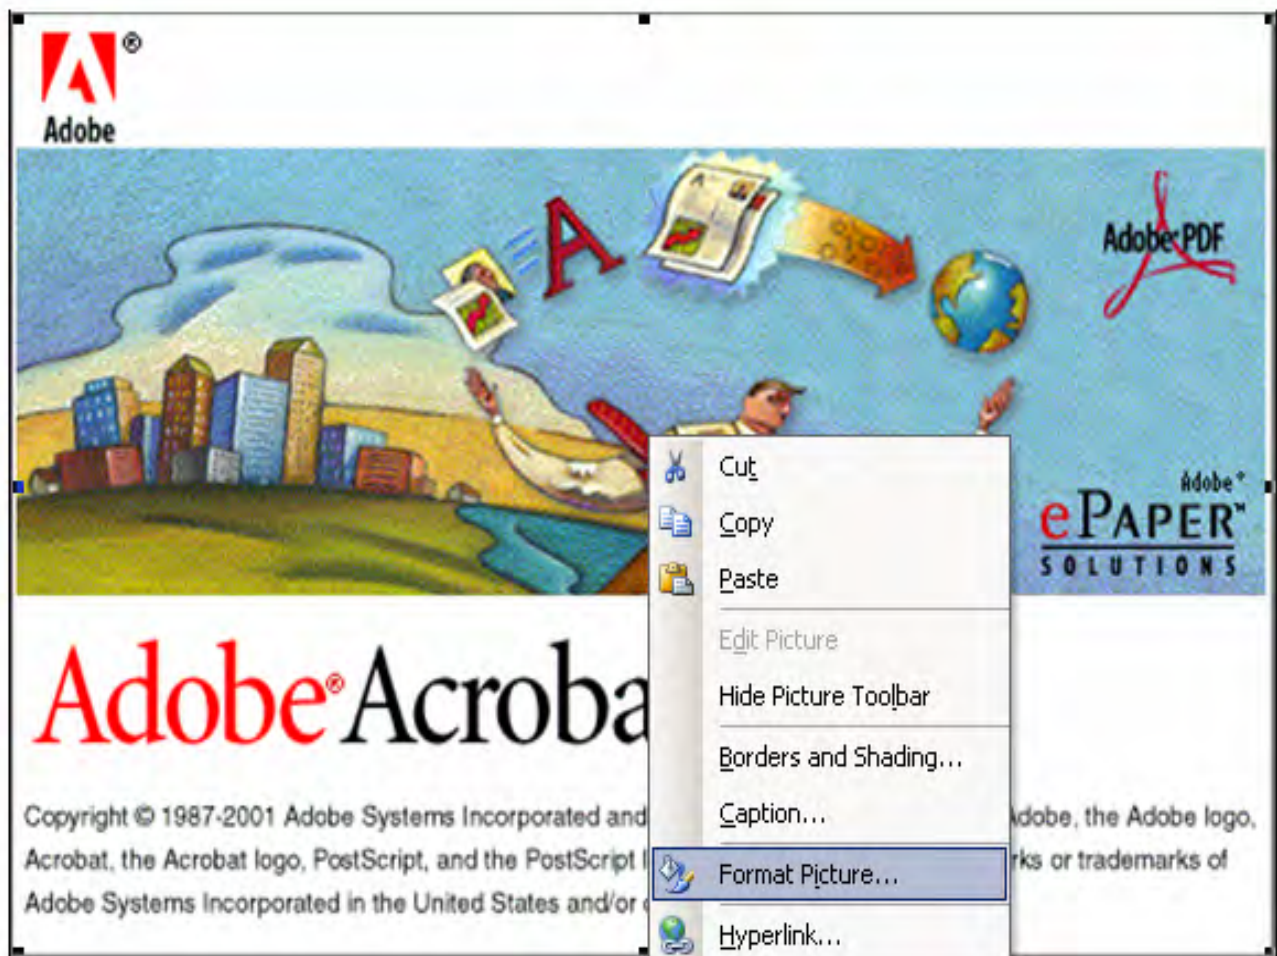 ®
Adobe
A
A
Adobe PDF
Cut
Copy
Paste
Adobe®
ePAPER™
SOLUTIONS
Edit Picture
Hide Picture Toolbar
Adobe® Acroba
Borders and Shading...
Caption...
Copyright © 1987-2001 Adobe Systems Incorporated and dobe, the Adobe logo,
Acrobat, the Acrobat logo, PostScript, and the PostScript rks or trademarks of
Format Picture...
Adobe Systems Incorporated in the United States and/or
Hyperlink...